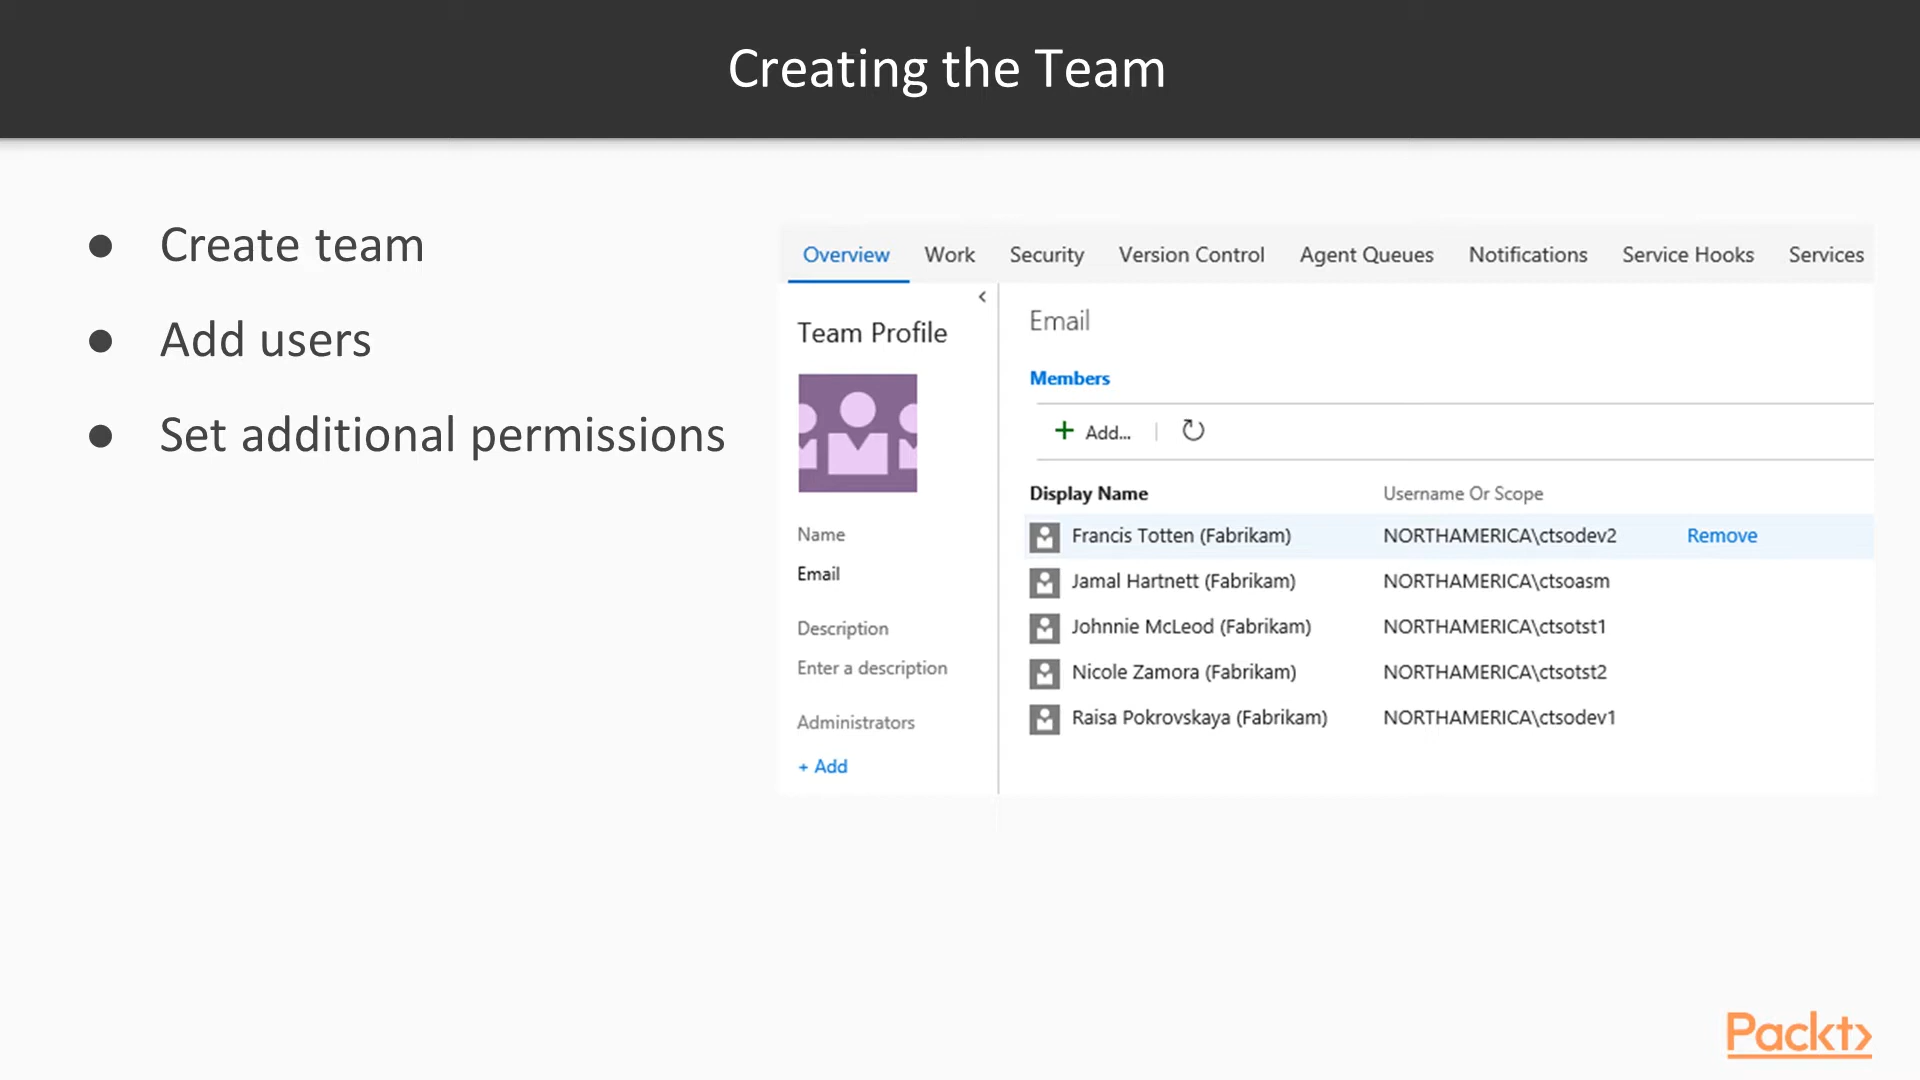 Creating the Team
● Create team
● Add users
● Set additional permissions
Overview Work Security Version Control Agent Queues Notifications Service Hooks Services
Team Profile
Name
Email
Description
Enter a description
Administrators
+ Add
Email
Members
+ Add...
Display Name Username Or Scope
Francis Totten (Fabrikam) NORTHAMERICA\ctsodev2 Remove
Jamal Hartnett (Fabrikam) NORTHAMERICA\ctsoasm
Johnnie McLeod (Fabrikam) NORTHAMERICA\ctsotst1
Nicole Zamora (Fabrikam) NORTHAMERICA\ctsotst2
Raisa Pokrovskaya (Fabrikam) NORTHAMERICA\ctsodev1
Packt>